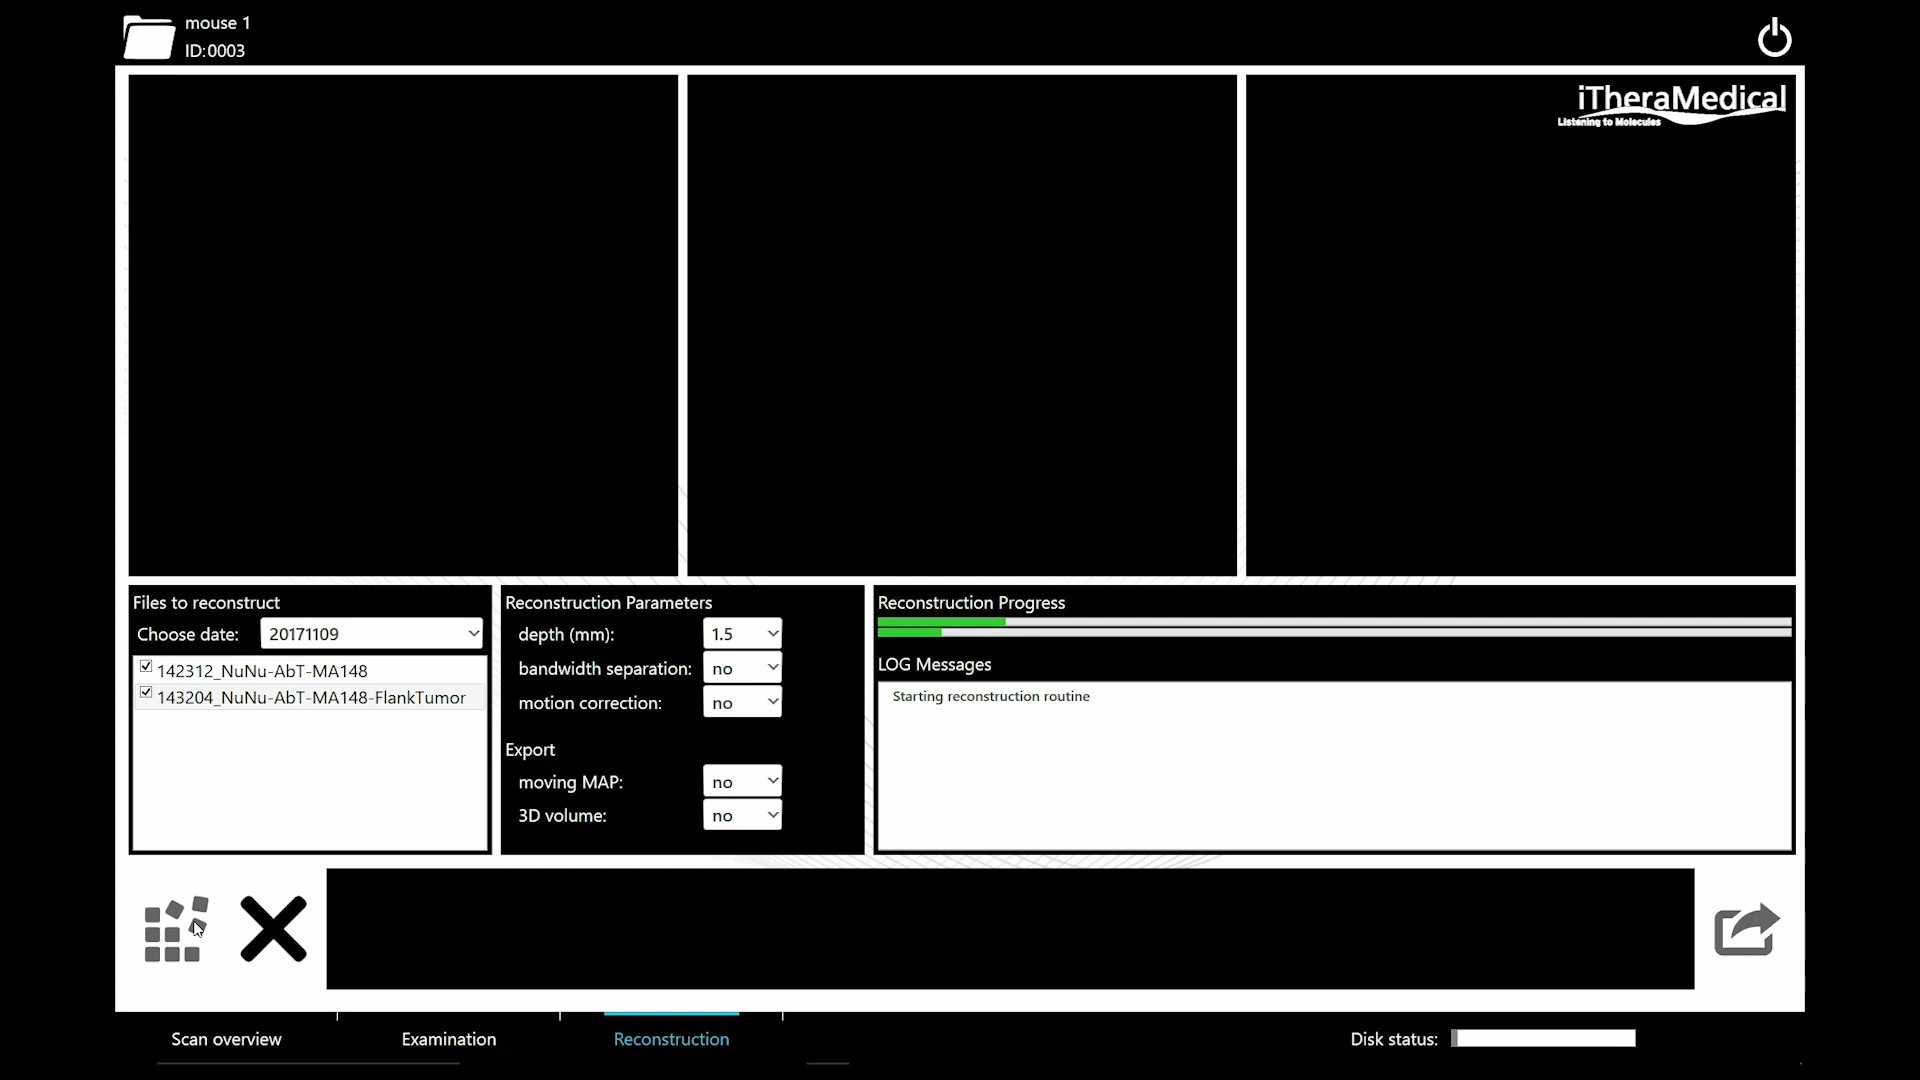 mouse 1
ID:0003
iTheraMedical
Listening to Molecules
Files to reconstruct
Choose date: 20171109
142312_NuNu-AbT-MA148
143204_NuNu-AbT-MA148-FlankTumor
Reconstruction Parameters
depth (mm): 1.5
bandwidth separation: no
motion correction: no
Export
moving MAP: no
3D volume: no
Reconstruction Progress
LOG Messages
Starting reconstruction routine
Scan overview
Examination
Reconstruction
Disk status: